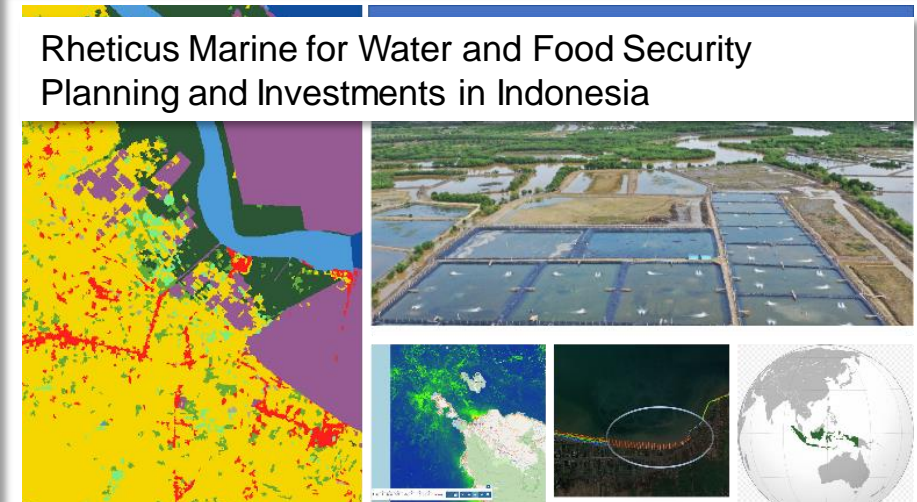 Rheticus Marine for Water and Food Security
Planning and Investments in Indonesia